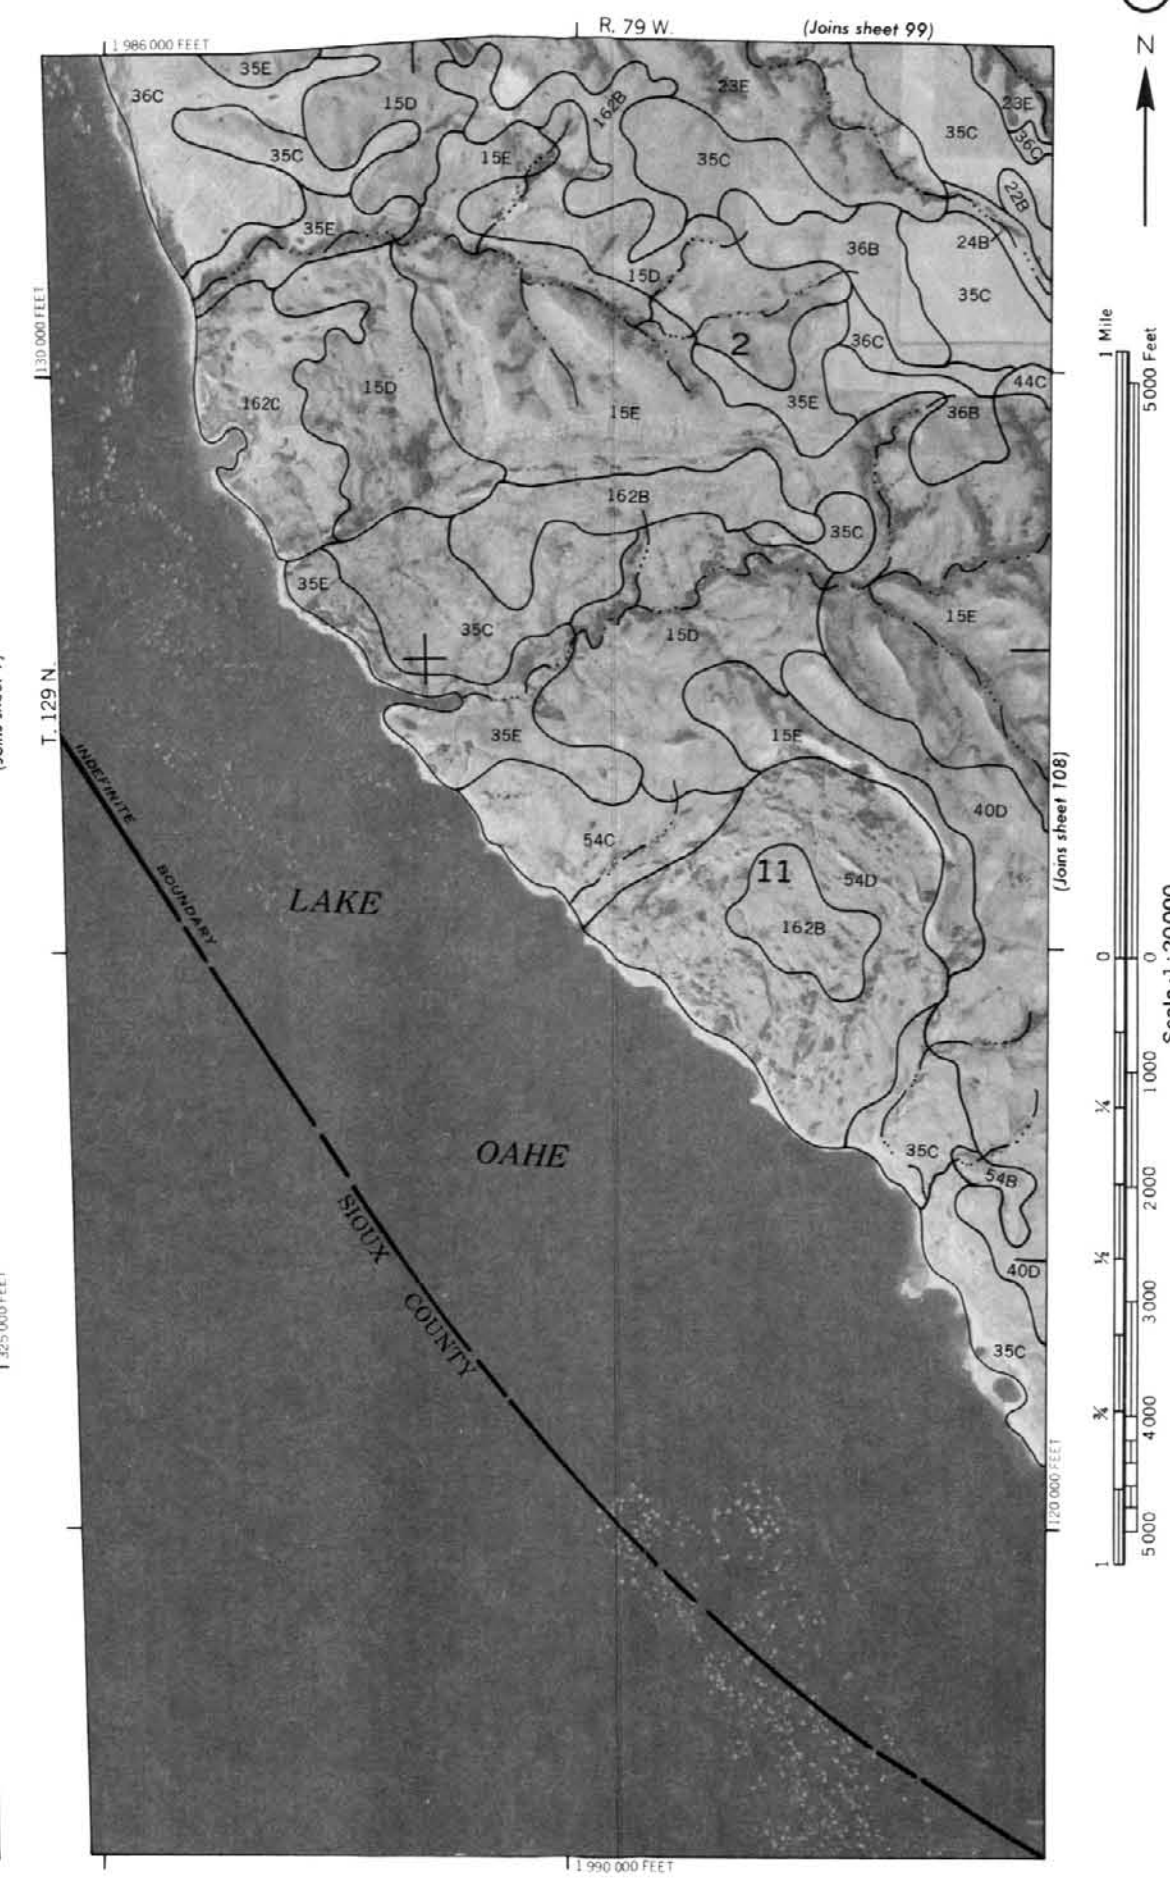 R. 79 W.
(Joins sheet 99)
1 986 000 FEET
N
35E
36C
15D
162B
23E
23E
35C
36C
35C
15E
35C
22B
35E
36B
24B
15D
35C
130 000 FEET
2
36C
1 Mile
5000 Feet
162C
15D
15E
35E
44C
36B
162B
35C
35E
35C
15D
15E
T. 129 N.
35E
15E
40D
(Joins sheet 108)
INDEFINITE
BOUNDARY
54C
11
54D
162B
LAKE
0
0
1000
¼
OAHE
35C
54B
2000
½
SIOUX
COUNTY
40D
3000
35C
325 000 FEET
¾
4000
120 000 FEET
5000
1
1 990 000 FEET